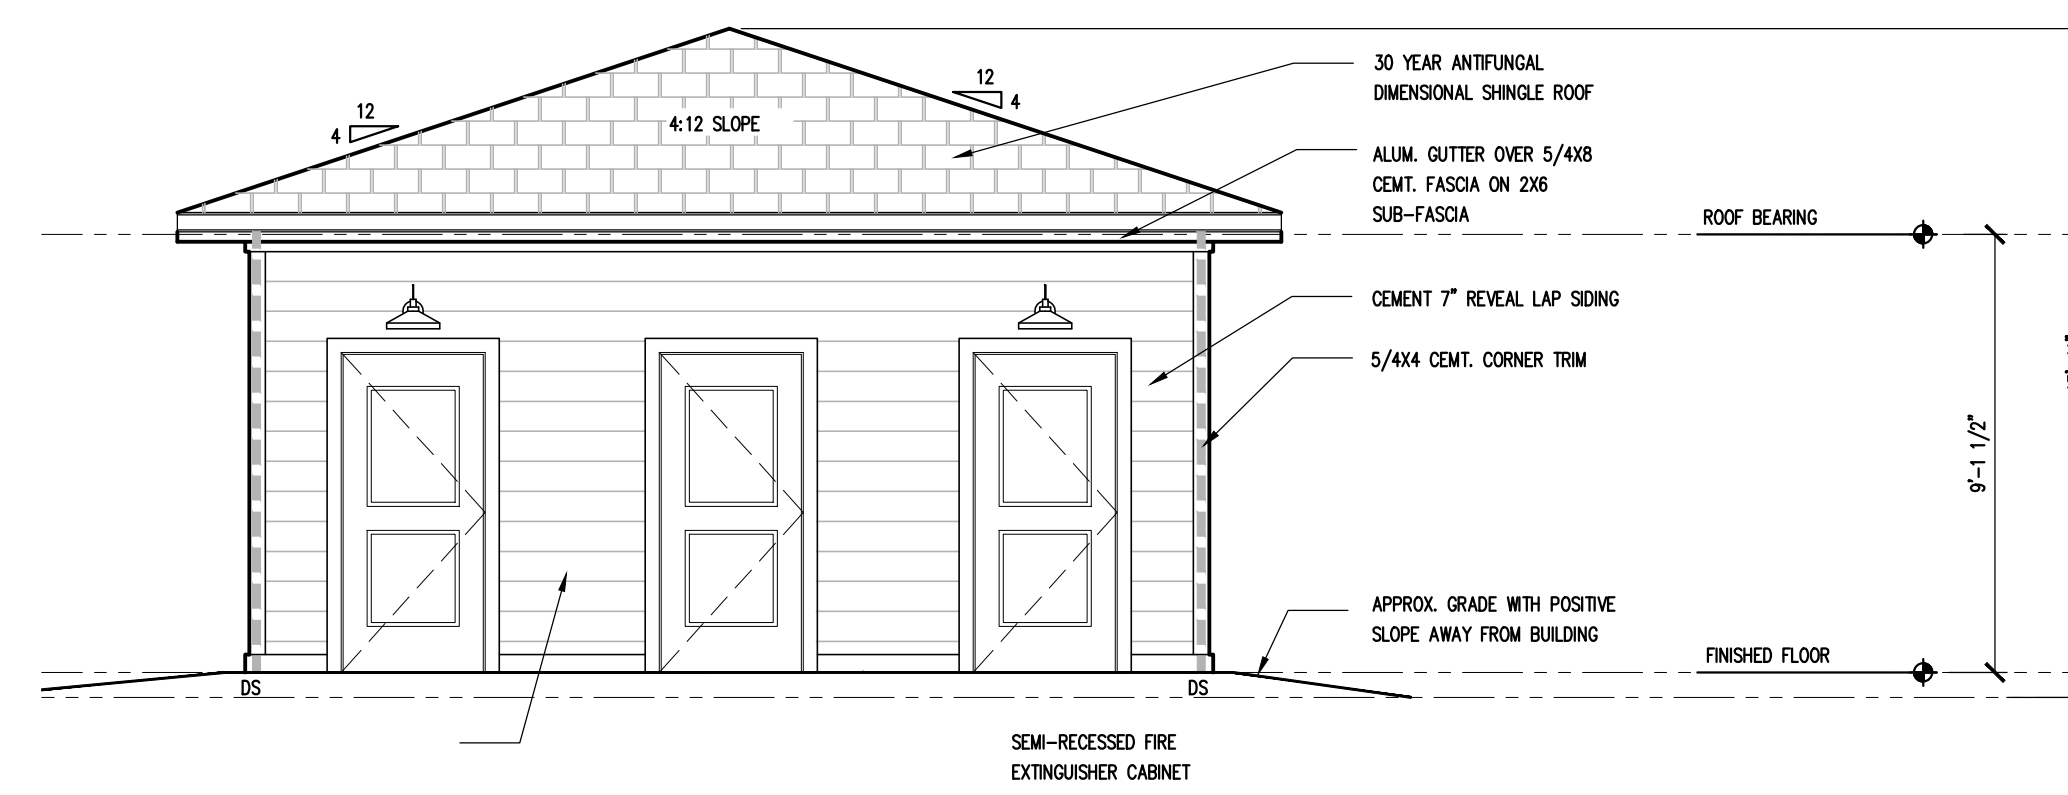 30 YEAR ANTIFUNGAL
DIMENSIONAL SHINGLE ROOF
12
4
12
4
4:12 SLOPE
ALUM. GUTTER OVER 5/4X8
CEMT. FASCIA ON 2X6
SUB-FASCIA
ROOF BEARING
CEMENT 7" REVEAL LAP SIDING
5/4X4 CEMT. CORNER TRIM
9'-1 1/2"
APPROX. GRADE WITH POSITIVE
SLOPE AWAY FROM BUILDING
FINISHED FLOOR
DS
DS
SEMI-RECESSED FIRE
EXTINGUISHER CABINET